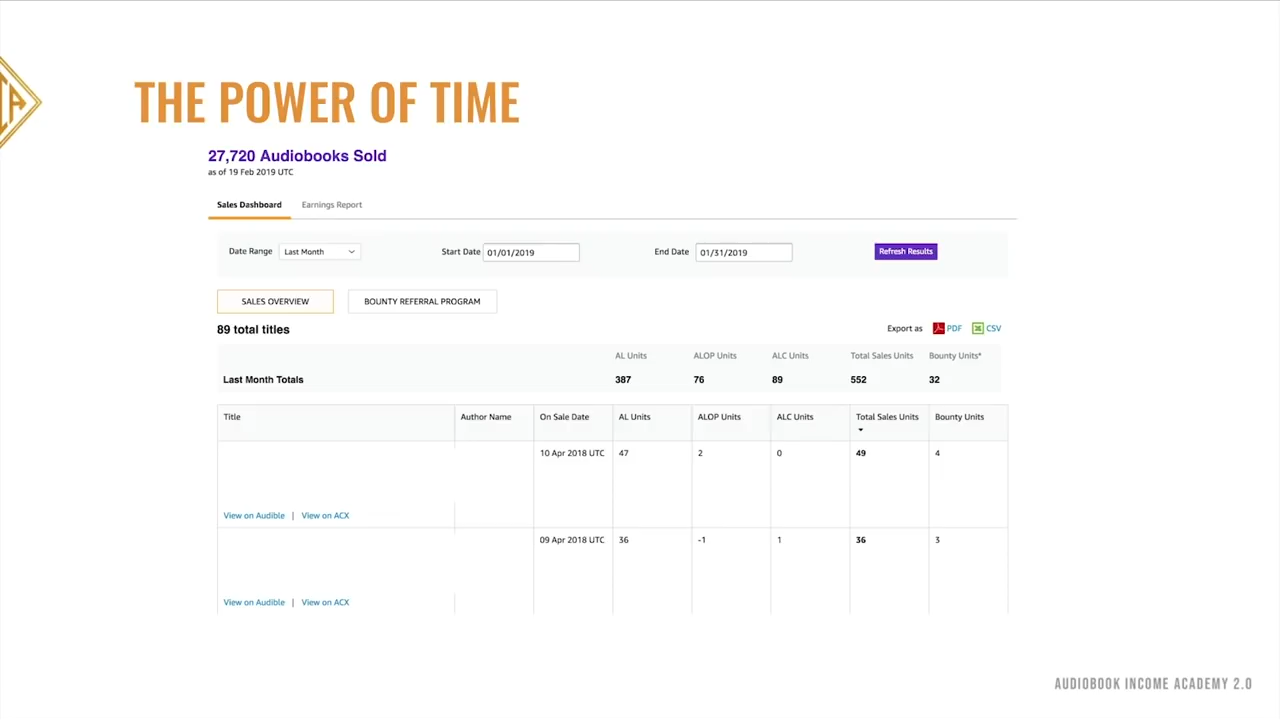 THE POWER OF TIME
27,720 Audiobooks Sold
as of 19 Feb 2019 UTC
Sales Dashboard Earnings Report
Date Range Last Month Start Date 01/01/2019 End Date 01/31/2019 Refresh Results
SALES OVERVIEW BOUNTY REFERRAL PROGRAM
89 total titles Export as PDF CSV
AL Units ALOP Units ALC Units Total Sales Units Bounty Units*
Last Month Totals 387 76 89 552 32
Title Author Name On Sale Date AL Units ALOP Units ALC Units Total Sales Units Bounty Units
10 Apr 2018 UTC 47 2 0 49 4
View on Audible | View on ACX
09 Apr 2018 UTC 36 -1 1 36 3
View on Audible | View on ACX
AUDIOBOOK INCOME ACADEMY 2.0